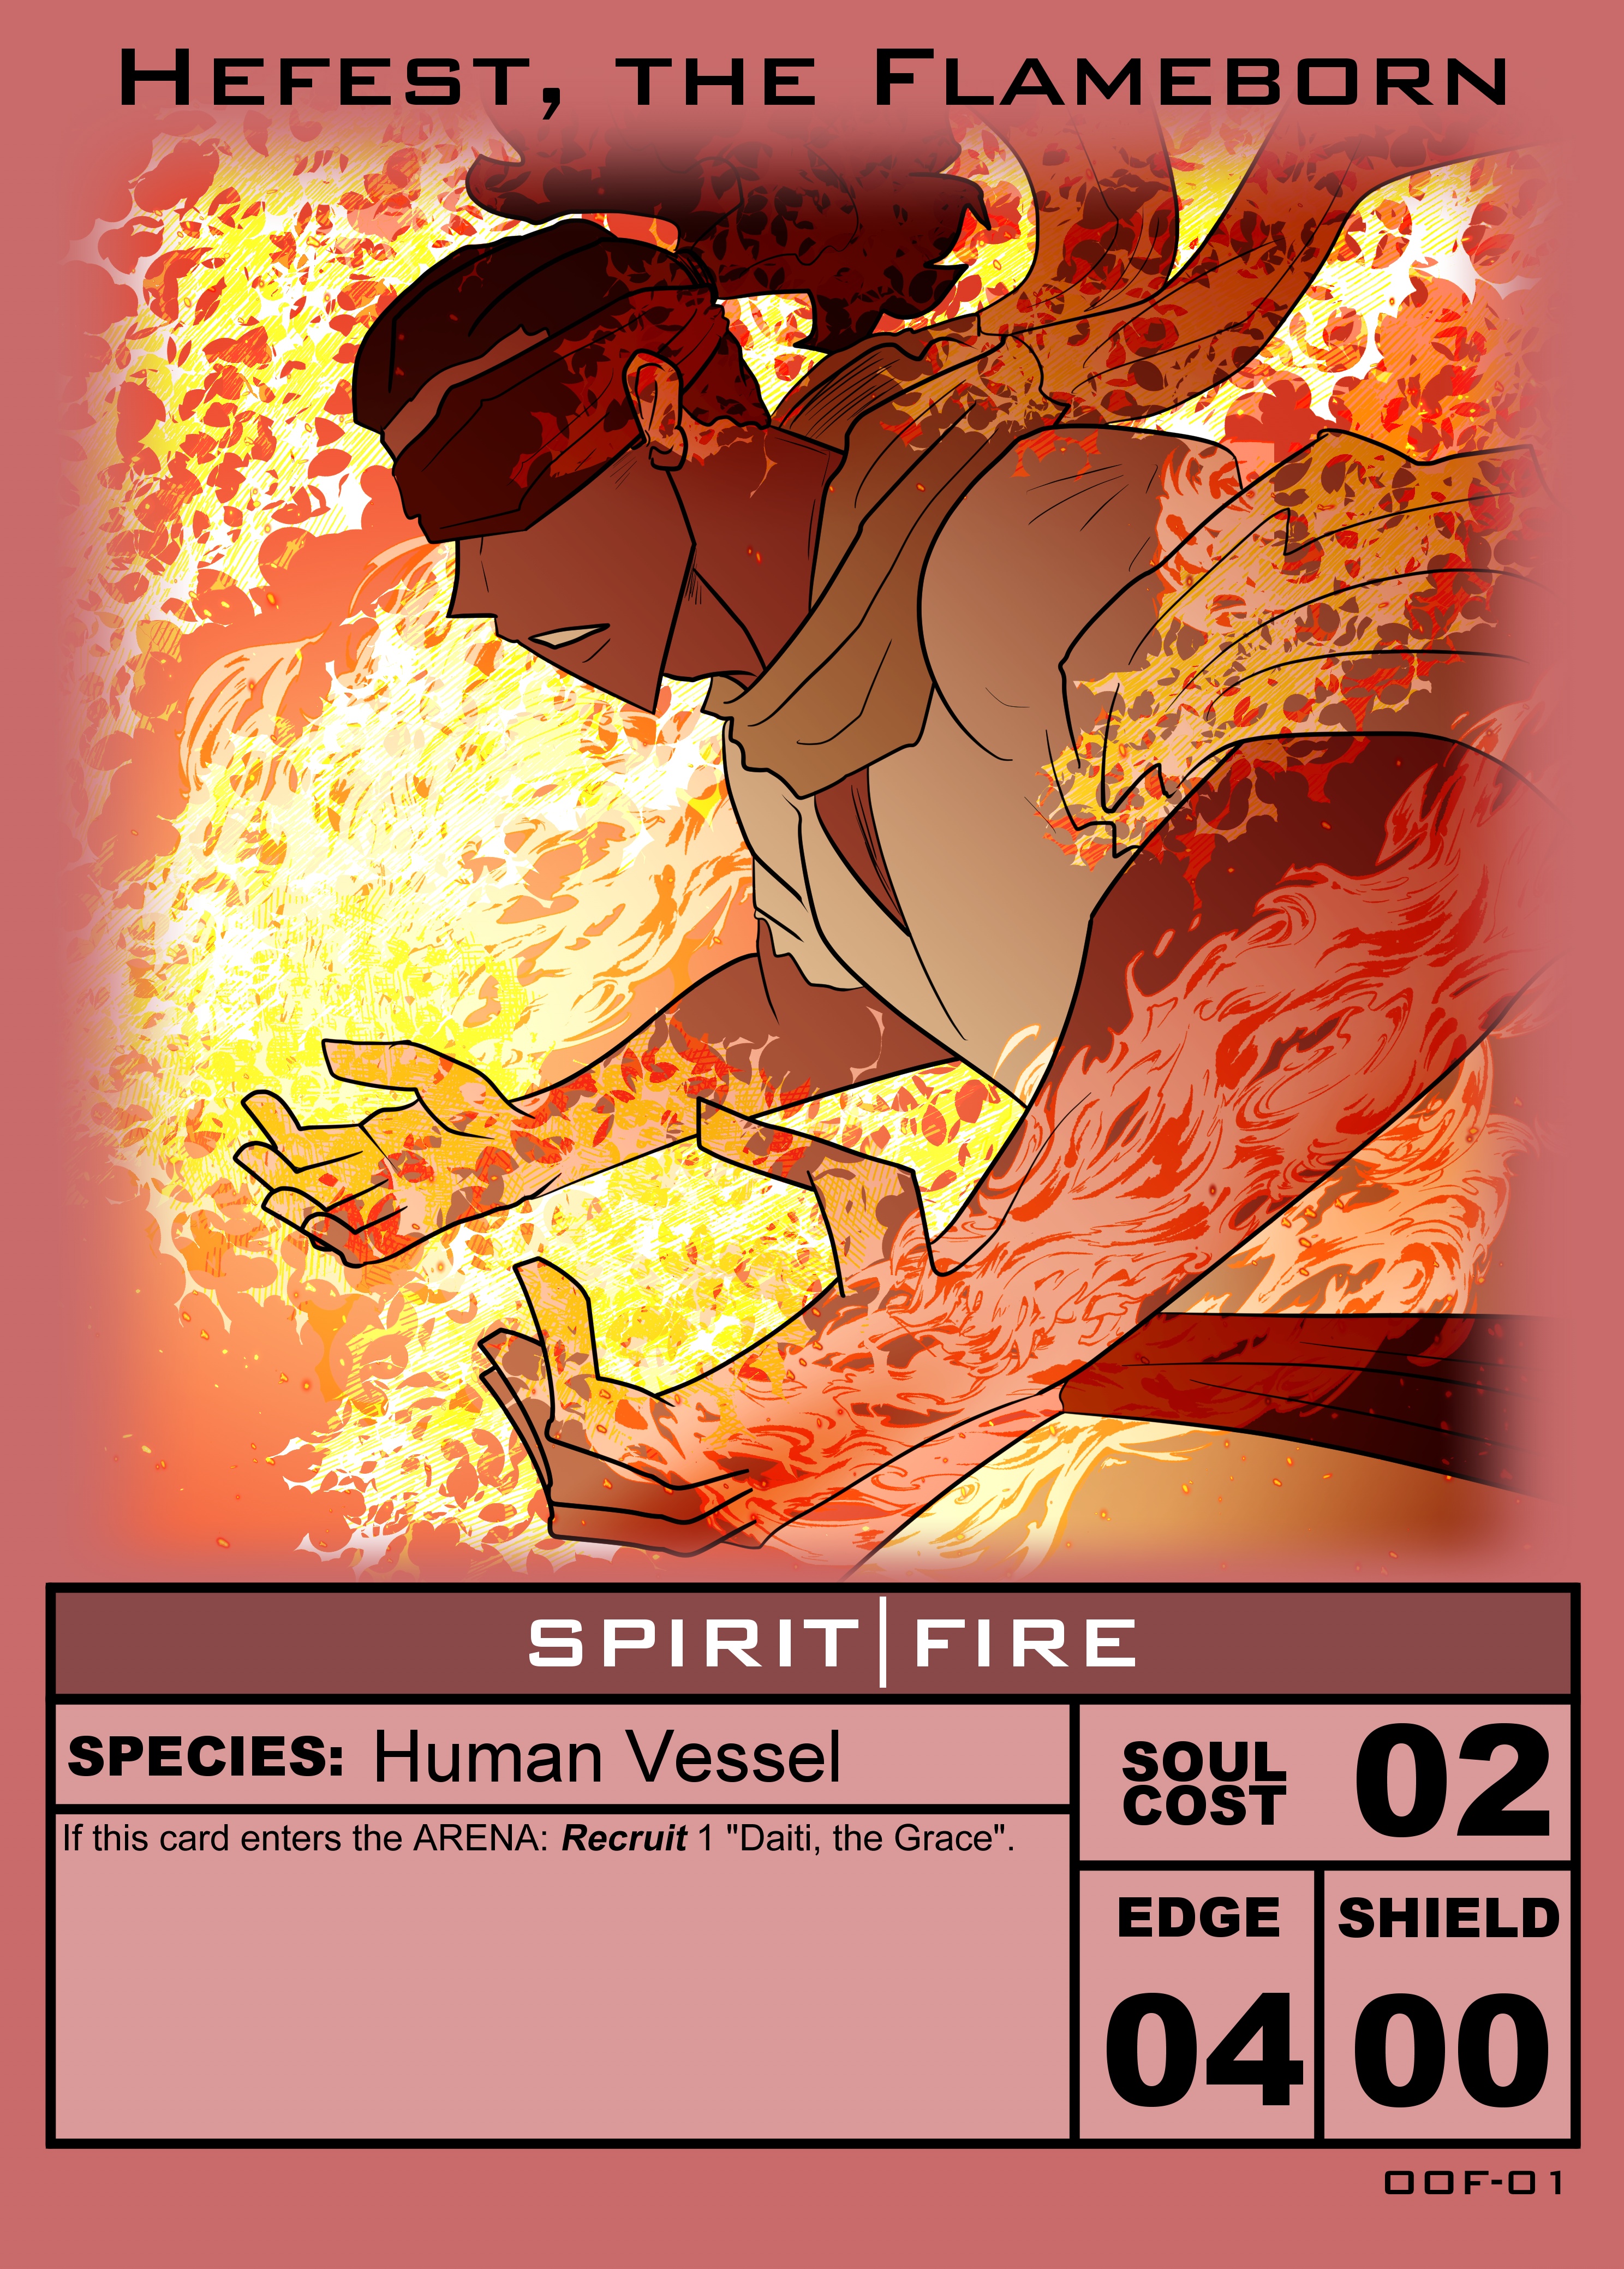 Hefest, the Flameborn
SPIRIT|FIRE
SPECIES: Human Vessel
If this card enters the ARENA: Recruit 1 "Daiti, the Grace".
SOUL COST 02
EDGE
04
SHIELD
00
00F-01